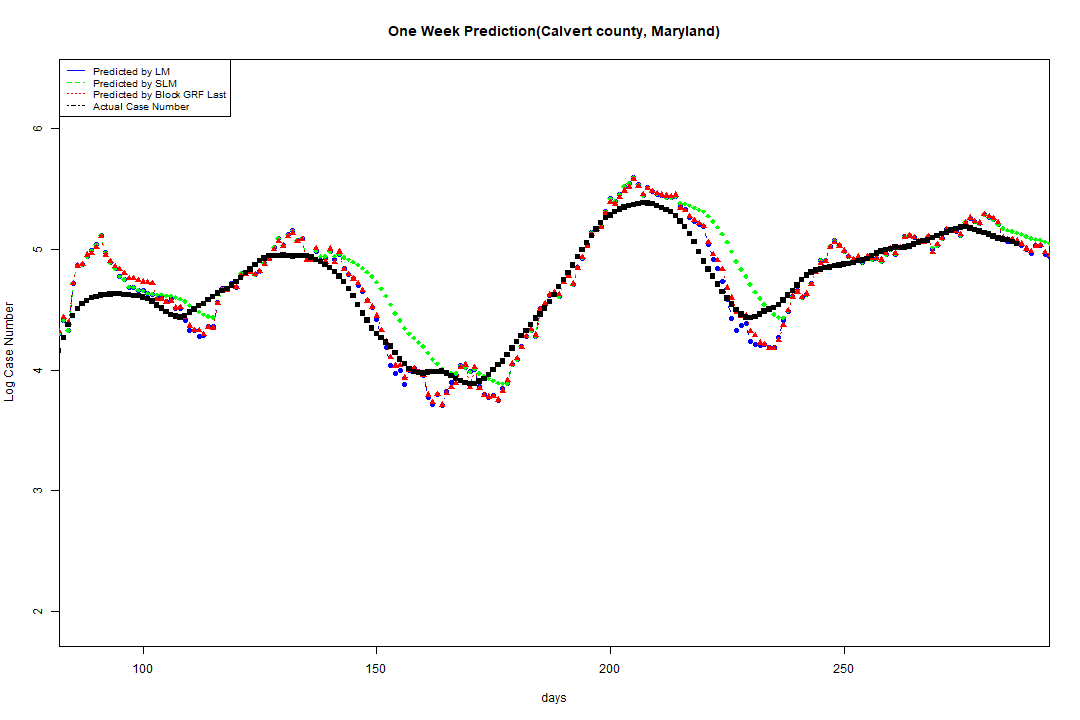 One Week Prediction(Calvert county, Maryland)
Predicted by LM
Predicted by SLM
Predicted by Block GRF Last
Actual Case Number
6
5
4
3
2
Log Case Number
100 150 200 250
days